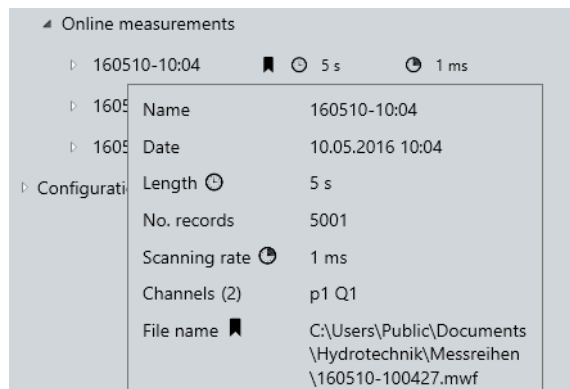 Online measurements
160510-10:04 5 s 1 ms
160
Name 160510-10:04
160
Date 10.05.2016 10:04
Configurati
Length 5 s
No. records 5001
Scanning rate 1 ms
Channels (2) p1 Q1
File name C:\Users\Public\Documents
\Hydrotechnik\Messreihen
\160510-100427.mwf